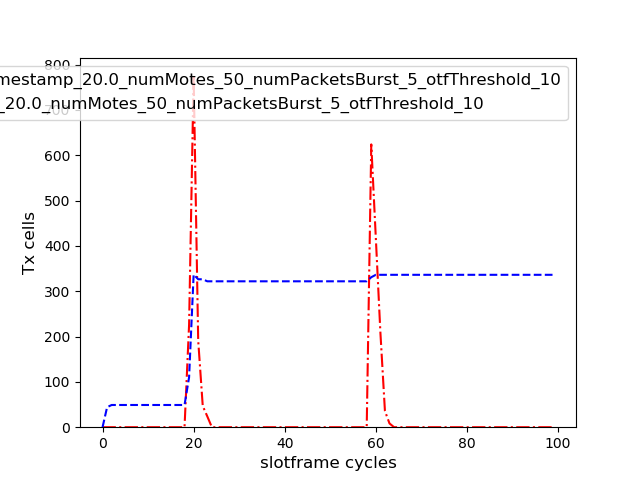 800
mestamp_20.0_numMotes_50_numPacketsBurst_5_otfThreshold_10
_20.0_numMotes_50_numPacketsBurst_5_otfThreshold_10
700
600
500
400
300
200
100
0
Tx cells
0 20 40 60 80 100
slotframe cycles